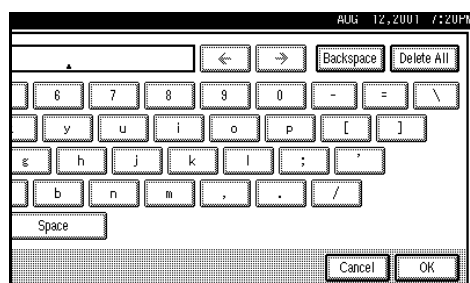 AUG 12,2001 7:20PM
Backspace Delete All
6 7 8 9 0 - = \
y u i o p [ ]
g h j k l ; '
b n m , . /
Space
Cancel OK